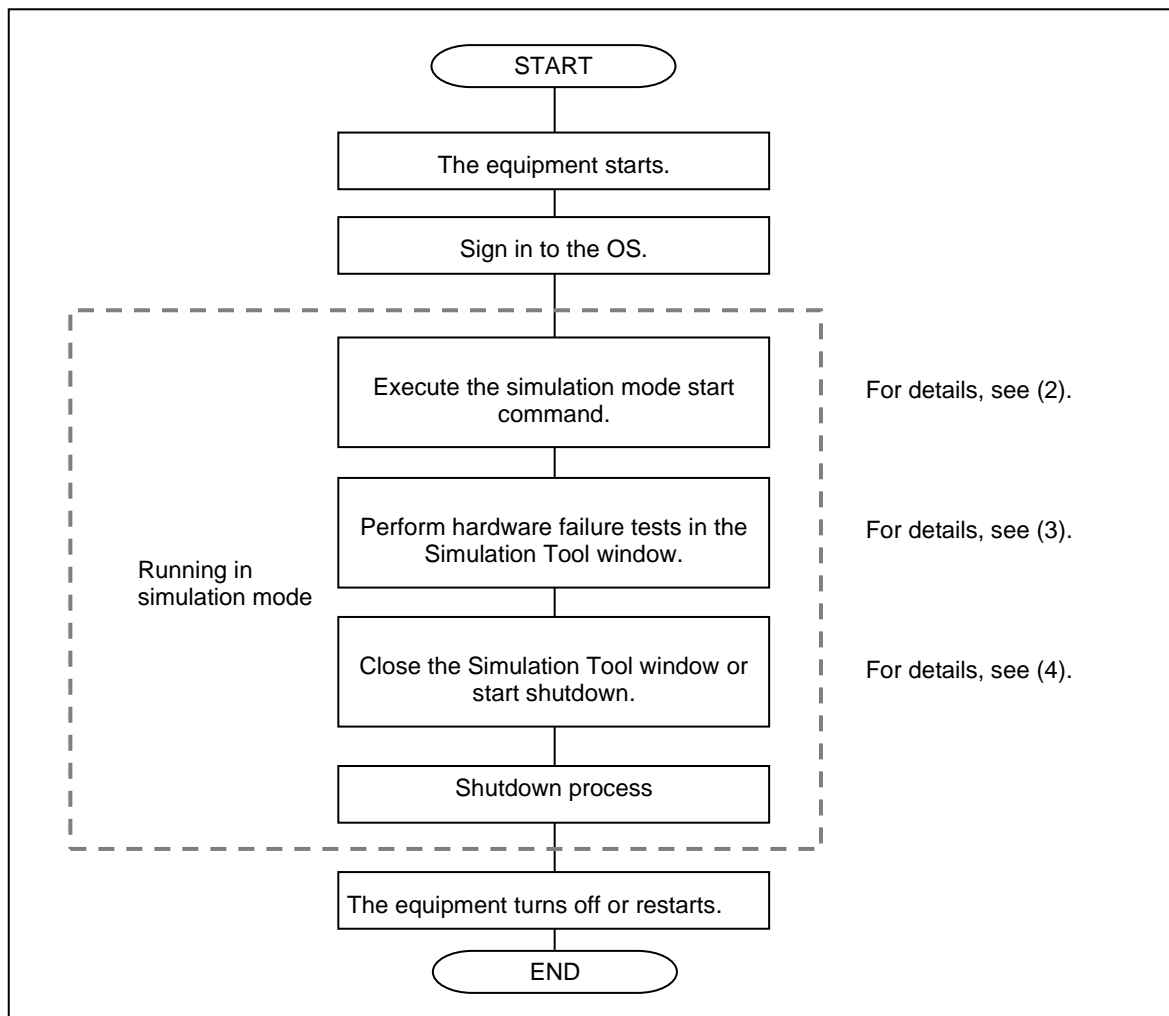 START
The equipment starts.
Sign in to the OS.
Execute the simulation mode start
command.
For details, see (2).
Perform hardware failure tests in the
Simulation Tool window.
For details, see (3).
Running in
simulation mode
Close the Simulation Tool window or
start shutdown.
For details, see (4).
Shutdown process
The equipment turns off or restarts.
END